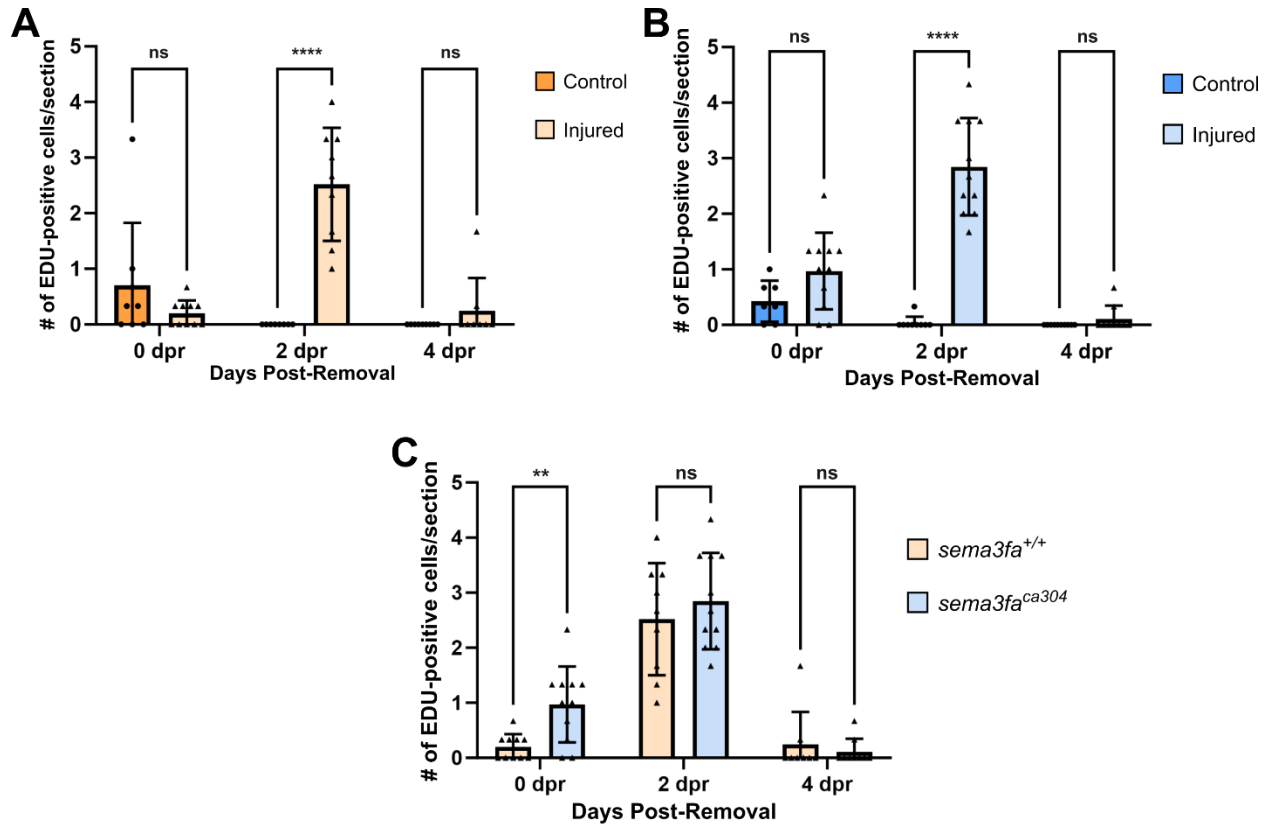 A
# of EDU-positive cells/section
5
4
3
2
1
0
ns
****
ns
Control
Injured
0 dpr
2 dpr
4 dpr
Days Post-Removal
B
# of EDU-positive cells/section
5
4
3
2
1
0
ns
****
ns
Control
Injured
0 dpr
2 dpr
4 dpr
Days Post-Removal
C
# of EDU-positive cells/section
5
4
3
2
1
0
**
ns
ns
sema3fa+/+
sema3faca304
0 dpr
2 dpr
4 dpr
Days Post-Removal